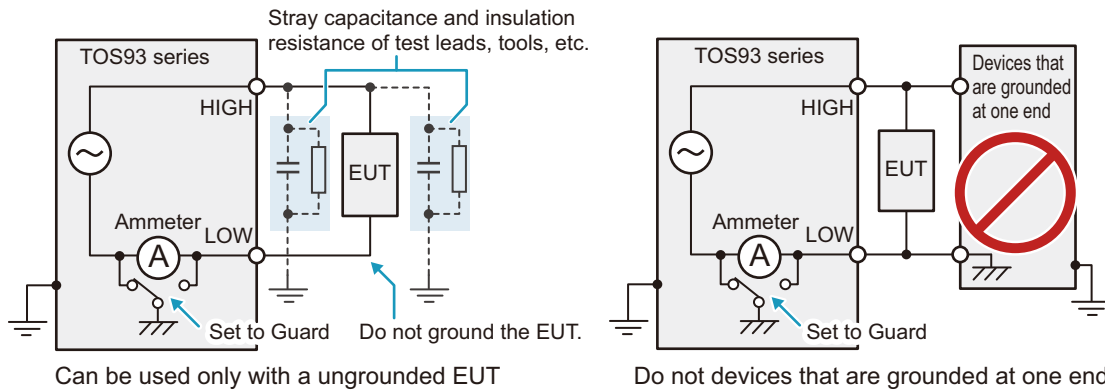 Stray capacitance and insulation
resistance of test leads, tools, etc.
TOS93 series
HIGH
EUT
Ammeter
A
LOW
Set to Guard
Do not ground the EUT.
Can be used only with a ungrounded EUT
TOS93 series
Devices that
are grounded
at one end
HIGH
EUT
Ammeter
A
LOW
Set to Guard
Do not devices that are grounded at one end